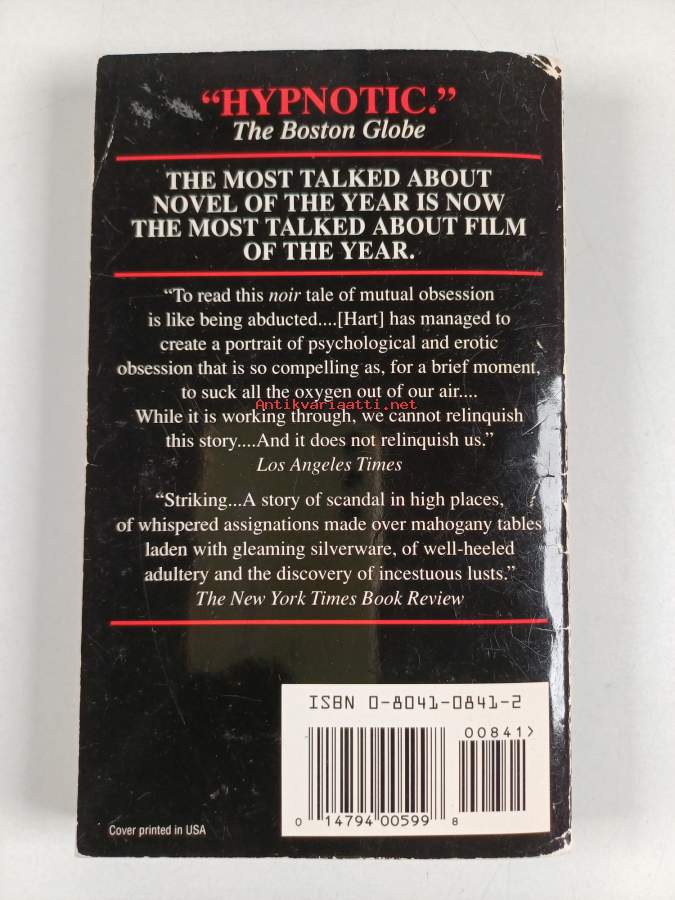 “HYPNOTIC.”
The Boston Globe
THE MOST TALKED ABOUT
NOVEL OF THE YEAR IS NOW
THE MOST TALKED ABOUT FILM
OF THE YEAR.
“To read this noir tale of mutual obsession
is like being abducted....[Hart] has managed to
create a portrait of psychological and erotic
obsession that is so compelling as, for a brief moment,
to suck all the oxygen out of our air....
Antikvariaatti.net
While it is working through, we cannot relinquish
this story....And it does not relinquish us.”
Los Angeles Times
“Striking...A story of scandal in high places,
of whispered assignations made over mahogany tables
laden with gleaming silverware, of well-heeled
adultery and the discovery of incestuous lusts.”
The New York Times Book Review
ISBN 0-8041-0841-2
00841>
0 14794 00599 8
Cover printed in USA